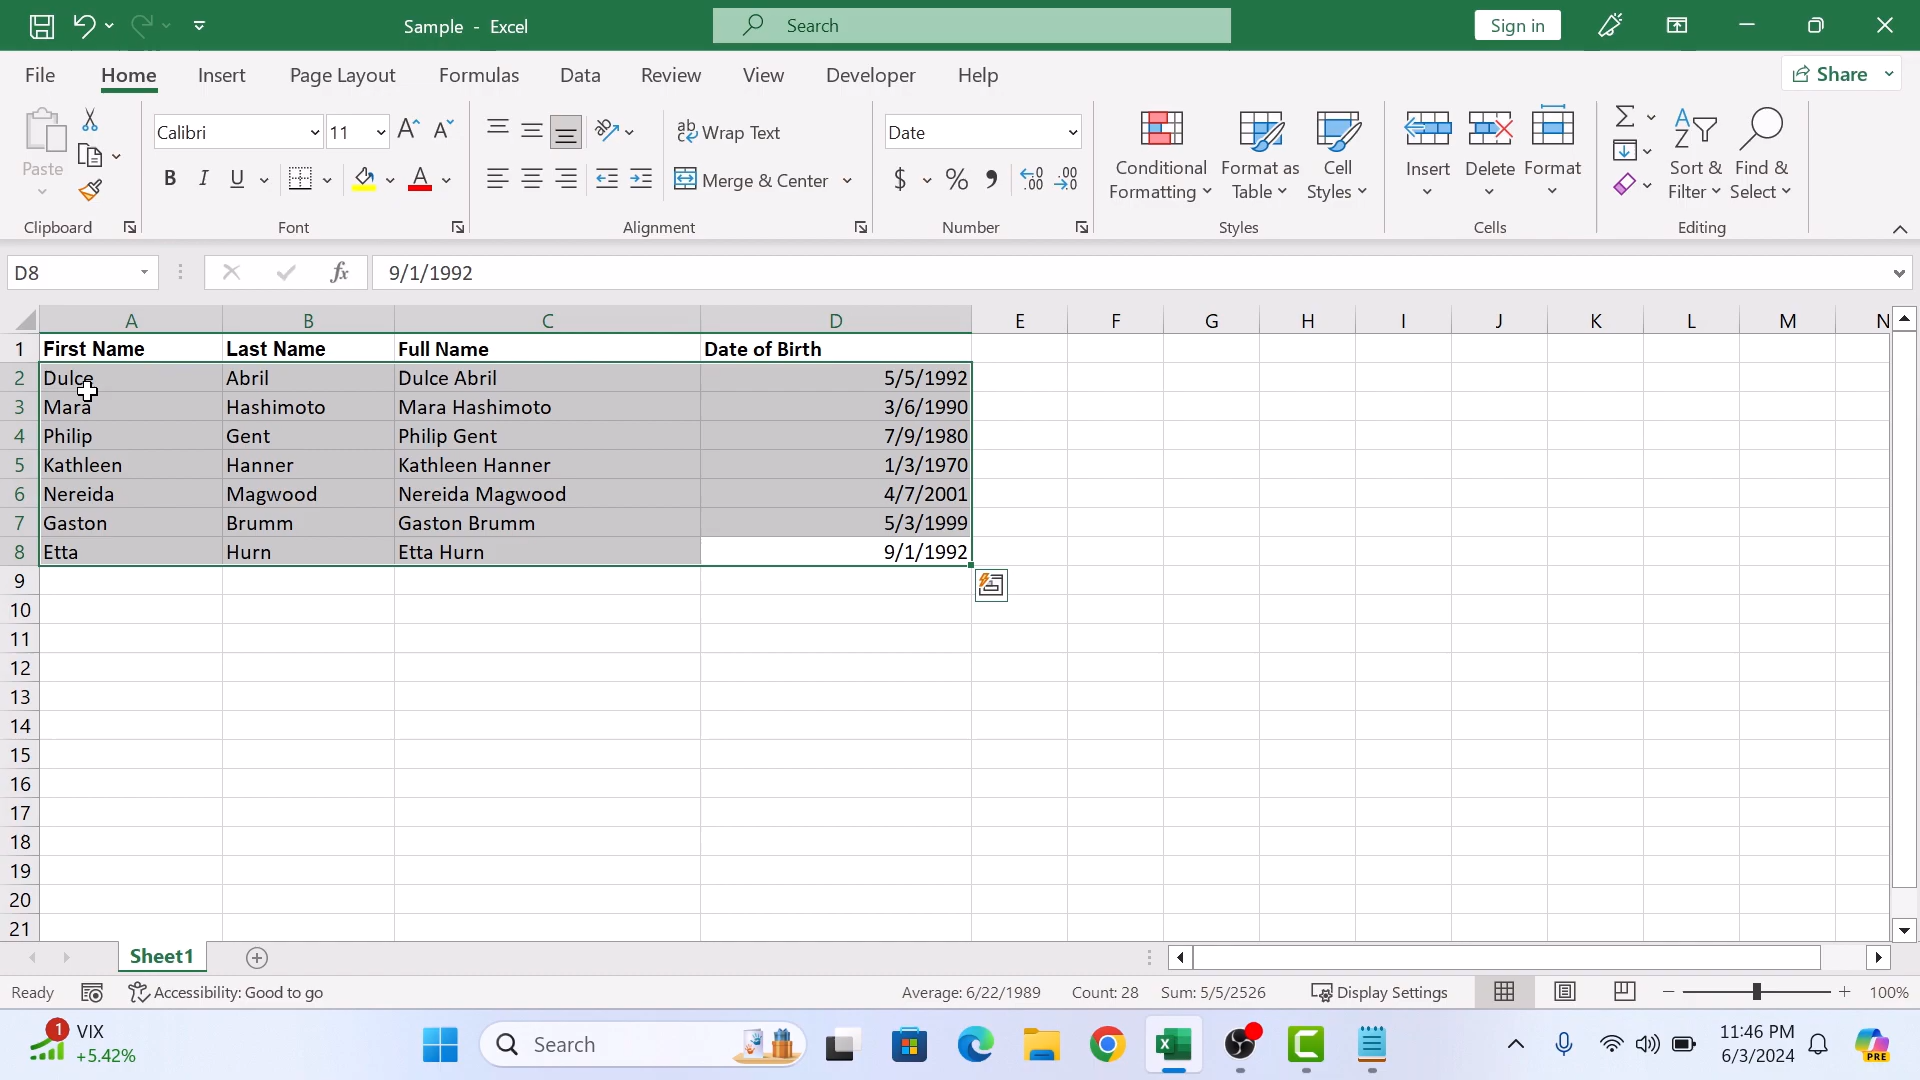 Sample - Excel
Search
Sign in
File Home Insert Page Layout Formulas Data Review View Developer Help
Share
Calibri 11
Wrap Text
Date
Paste
Merge & Center
Conditional Formatting
Format as Table
Cell Styles
Insert Delete Format
Sort & Filter
Find & Select
Clipboard Font Alignment Number Styles Cells Editing
D8 fx 9/1/1992
A B C D E F G H I J K L M N
1 First Name Last Name Full Name Date of Birth
2 Dulce Abril Dulce Abril 5/5/1992
3 Mara Hashimoto Mara Hashimoto 3/6/1990
4 Philip Gent Philip Gent 7/9/1980
5 Kathleen Hanner Kathleen Hanner 1/3/1970
6 Nereida Magwood Nereida Magwood 4/7/2001
7 Gaston Brumm Gaston Brumm 5/3/1999
8 Etta Hurn Etta Hurn 9/1/1992
9
10
11
12
13
14
15
16
17
18
19
20
21
Sheet1
Ready Accessibility: Good to go Average: 6/22/1989 Count: 28 Sum: 5/5/2526 Display Settings 100%
1 VIX
+5.42%
Search
11:46 PM
6/3/2024
PRE